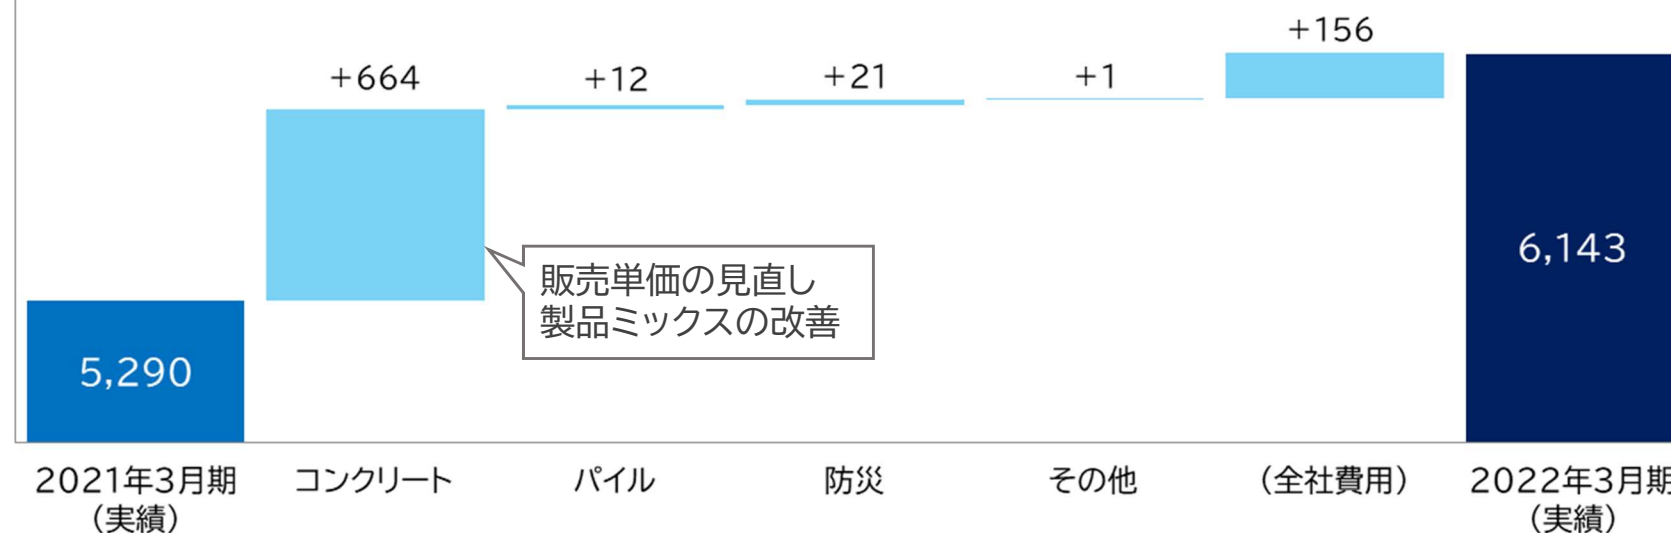 +156
+664
+12
+21
+1
6,143
販売単価の見直し
製品ミックスの改善
5,290
2021年3月期
（実績）
コンクリート
パイル
防災
その他
（全社費用）
2022年3月期
（実績）